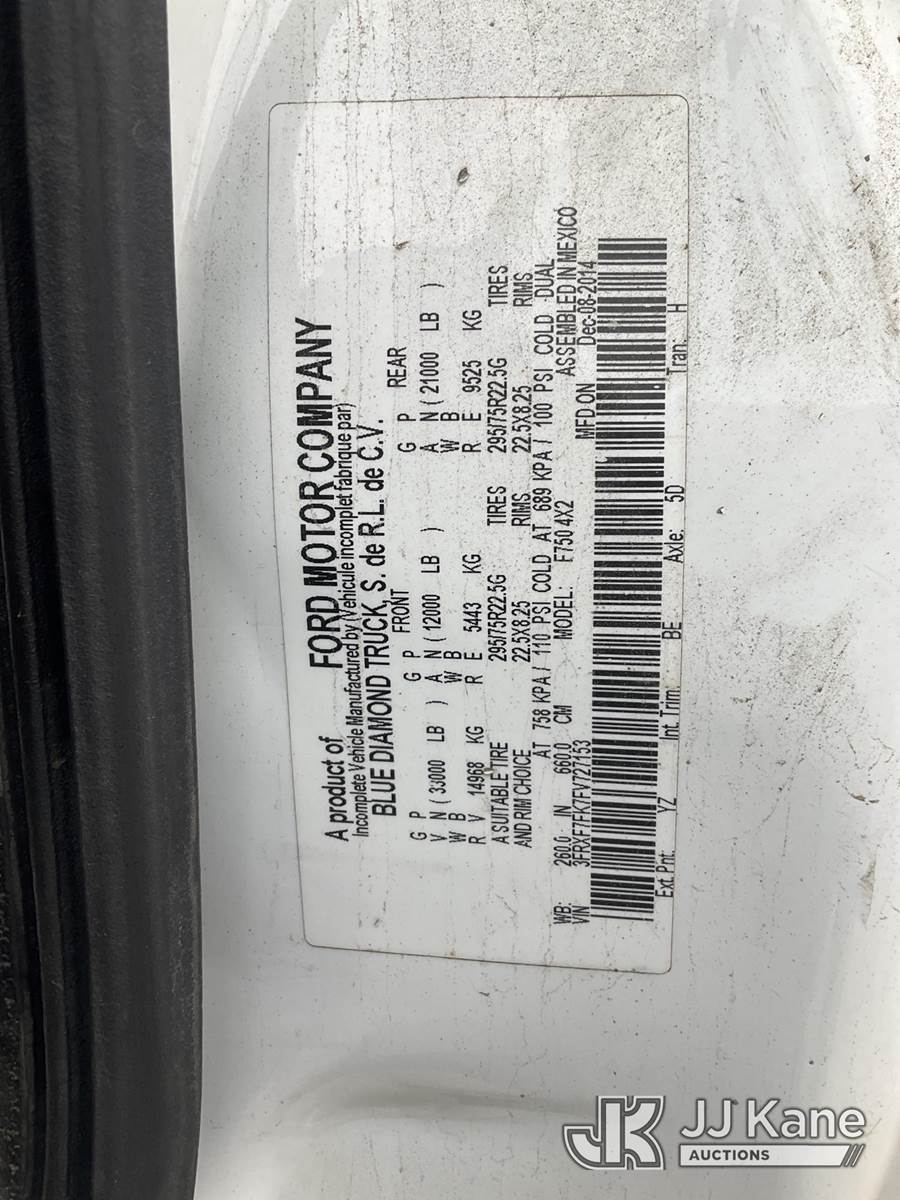 A product of FORD MOTOR COMPANY
Incomplete Vehicle Manufactured by (Vehicule incomplet fabrique par)
BLUE DIAMOND TRUCK, S. de R.L. de C.V.
FRONT REAR
G P G P G P
V N ( 33000 LB ) A N ( 12000 LB ) A N ( 21000 LB )
W B W B W B
R V 14968 KG R E 5443 KG R E 9525 KG
A SUITABLE TIRE 295/75R22.5G TIRES 295/75R22.5G TIRES
AND RIM CHOICE 22.5X8.25 RIMS 22.5X8.25 RIMS
AT 758 KPA / 110 PSI COLD AT 689 KPA / 100 PSI COLD DUAL
WB: 260.0 IN 660.0 CM MODEL: F750 4X2 ASSEMBLED IN MEXICO
VIN 3FRXF7FK7FV727153 MFD ON Dec-08-2014
Ext. Pnt: YZ Int. Trim: BE Axle: 5D Tran: H
JK JJ Kane
AUCTIONS